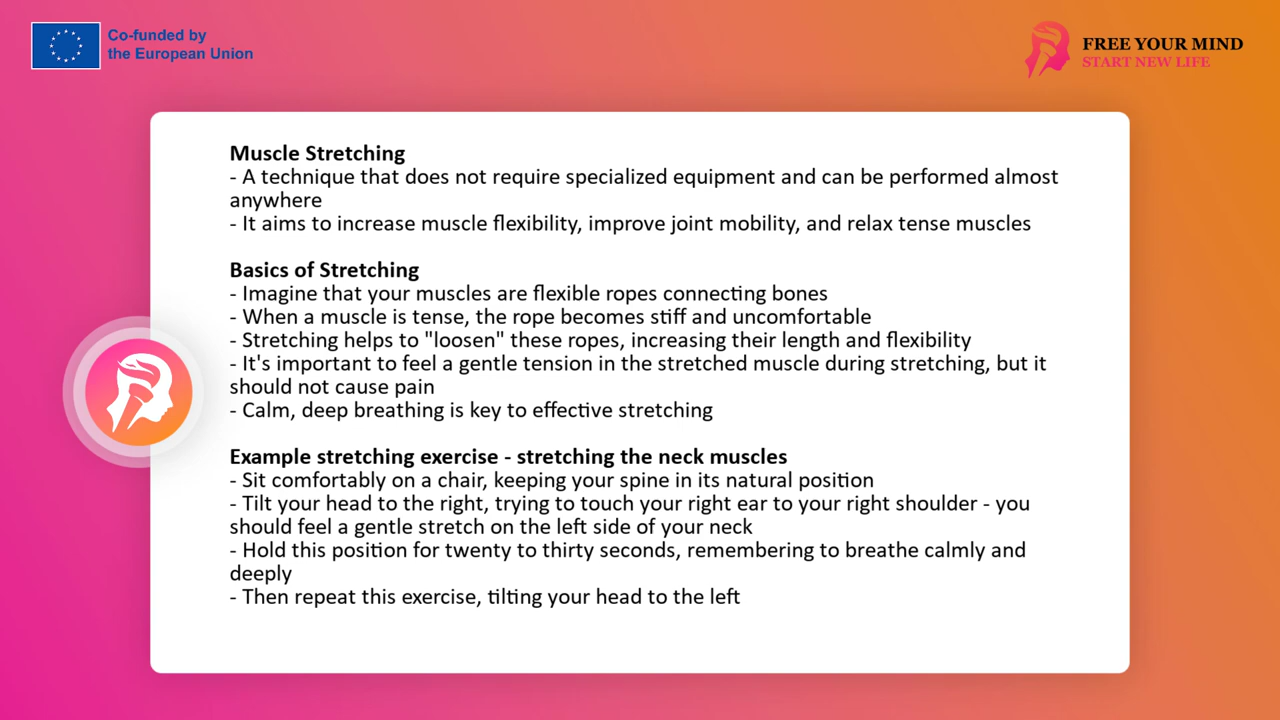 Co-funded by
the European Union
FREE YOUR MIND
START NEW LIFE
Muscle Stretching
- A technique that does not require specialized equipment and can be performed almost
anywhere
- It aims to increase muscle flexibility, improve joint mobility, and relax tense muscles
Basics of Stretching
- Imagine that your muscles are flexible ropes connecting bones
- When a muscle is tense, the rope becomes stiff and uncomfortable
- Stretching helps to "loosen" these ropes, increasing their length and flexibility
- It's important to feel a gentle tension in the stretched muscle during stretching, but it
should not cause pain
- Calm, deep breathing is key to effective stretching
Example stretching exercise - stretching the neck muscles
- Sit comfortably on a chair, keeping your spine in its natural position
- Tilt your head to the right, trying to touch your right ear to your right shoulder - you
should feel a gentle stretch on the left side of your neck
- Hold this position for twenty to thirty seconds, remembering to breathe calmly and
deeply
- Then repeat this exercise, tilting your head to the left